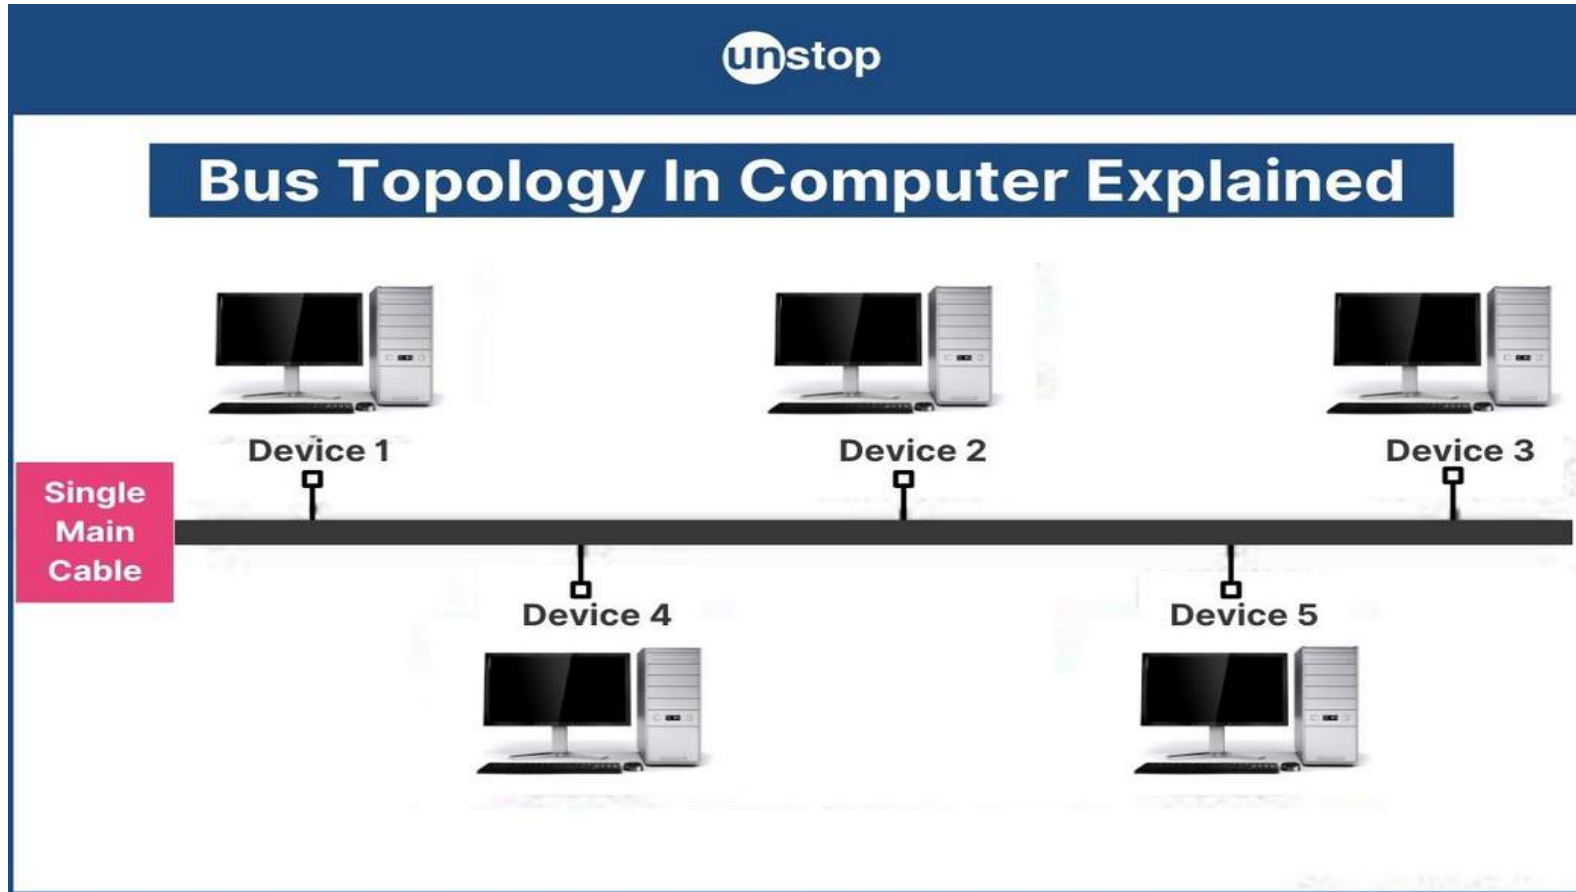 unstop
Bus Topology In Computer Explained
Device 1
Device 2
Device 3
Single
Main
Cable
Device 4
Device 5